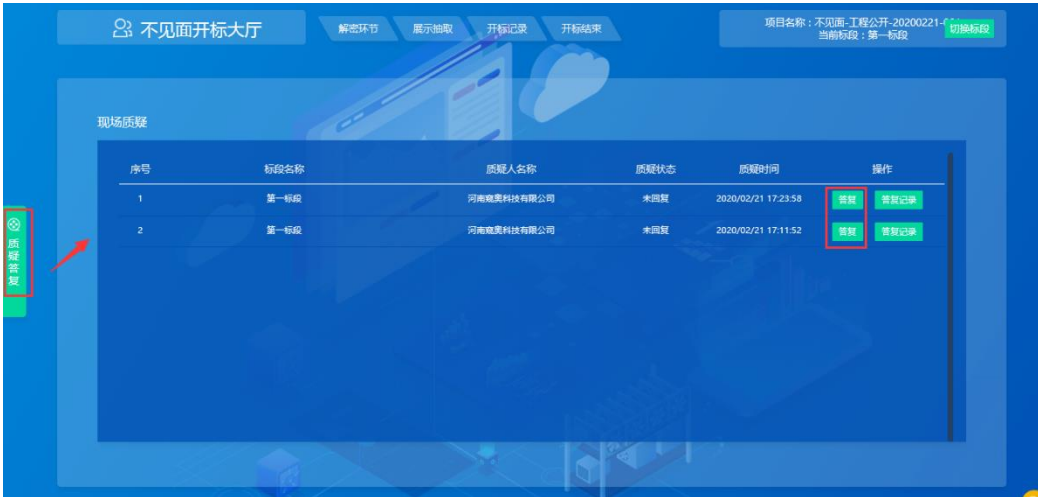 不见面开标大厅
解密环节 展示抽取 开标记录 开标结束
项目名称：不见面-工程公开-20200221-
当前标段：第一标段
切换标段
现场质疑
序号 标段名称 质疑人名称 质疑状态 质疑时间 操作
1 第一标段 河南 奥科技有限公司 未回复 2020/02/21 17:23:58 答复 答复记录
2 第一标段 河南 奥科技有限公司 未回复 2020/02/21 17:11:52 答复 答复记录
质疑答复